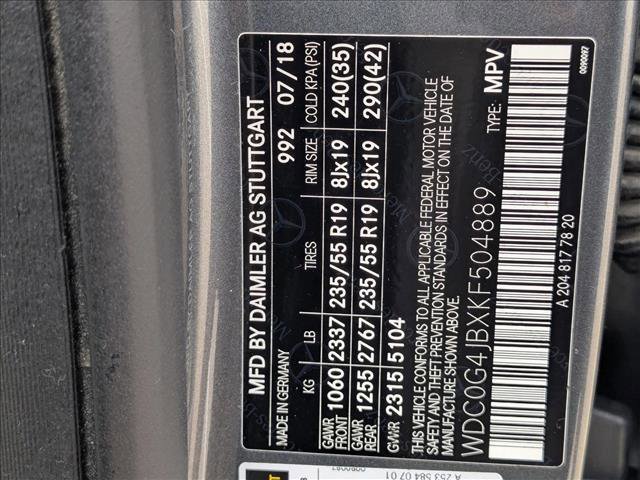 MFD BY DAIMLER AG STUTTGART
MADE IN GERMANY 992 07/18
KG LB TIRES RIM SIZE COLD KPA (PSI)
GAWR FRONT 1060 2337 235/55 R19 8Jx19 240(35)
GAWR REAR 1255 2767 235/55 R19 8Jx19 290(42)
GVWR 2315 5104
THIS VEHICLE CONFORMS TO ALL APPLICABLE FEDERAL MOTOR VEHICLE
SAFETY AND THEFT PREVENTION STANDARDS IN EFFECT ON THE DATE OF
MANUFACTURE SHOWN ABOVE.
WDC0G4JBXKF504889 TYPE: MPV
A 204 817 78 20
0090097
A 253 584 07 01